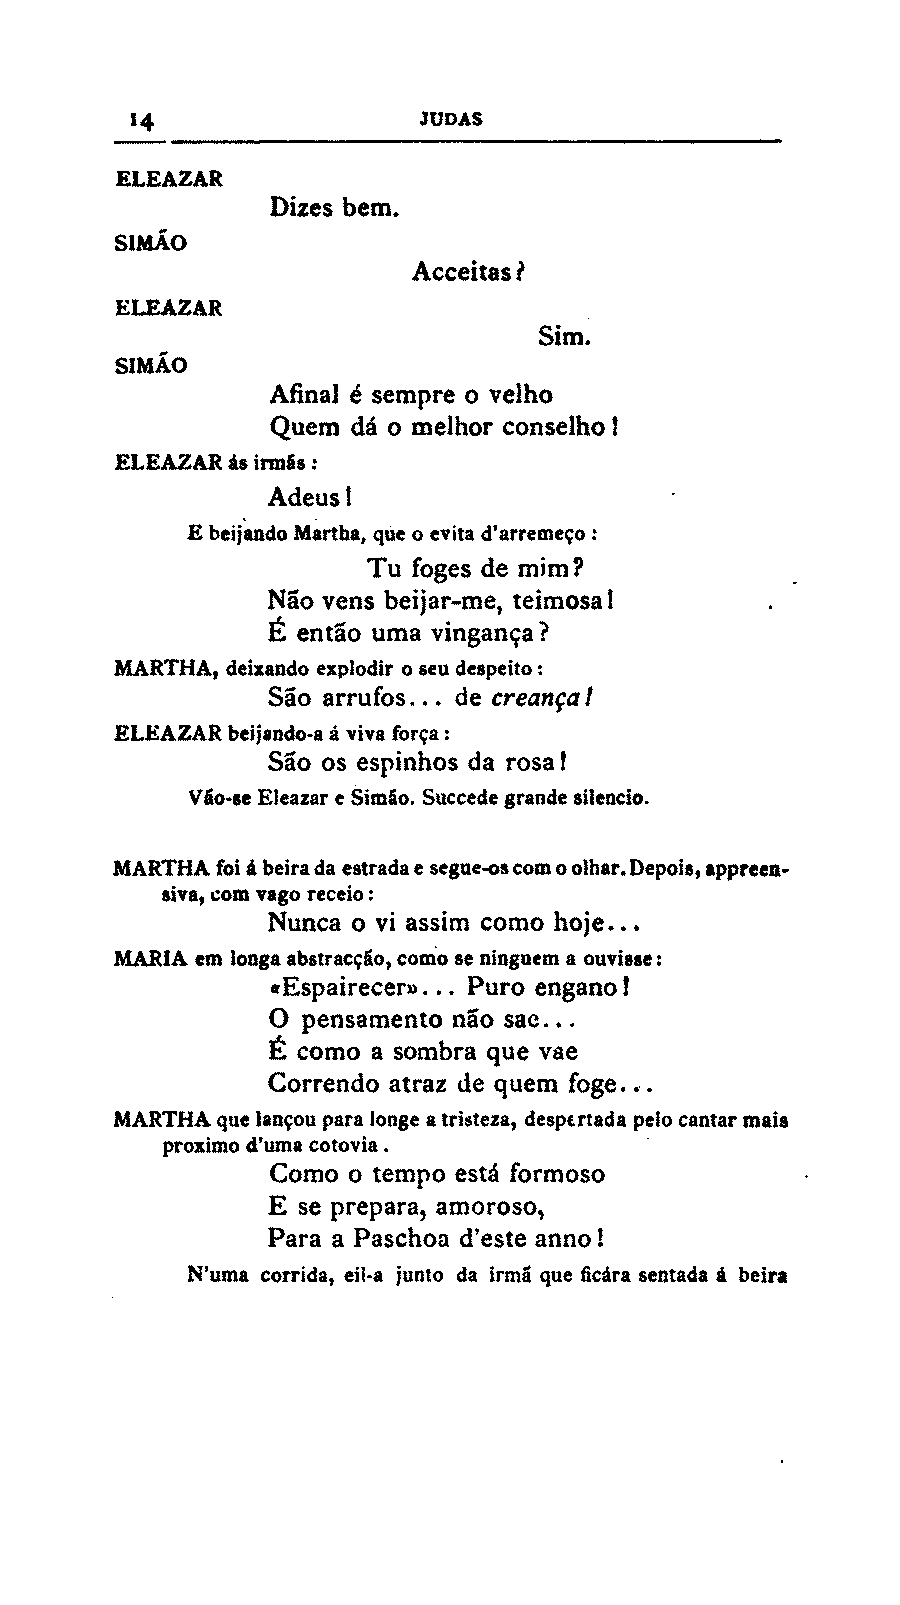 14 JUDAS
ELEAZAR
Dizes bem.
SIMÃO
Acceitas?
ELEAZAR
Sim.
SIMÃO
Afinal é sempre o velho
Quem dá o melhor conselho!
ELEAZAR ás irmãs:
Adeus!
E beijando Martha, que o evita d'arremeço:
Tu foges de mim?
Não vens beijar-me, teimosa!
É então uma vingança?
MARTHA, deixando explodir o seu despeito:
São arrufos... de creança!
ELEAZAR beijando-a á viva força:
São os espinhos da rosa!
Vão-se Eleazar e Simão. Succede grande silencio.
MARTHA foi á beira da estrada e segue-os com o olhar. Depois, appreen-
siva, com vago receio:
Nunca o vi assim como hoje...
MARIA em longa abstracção, como se ninguem a ouvisse:
«Espairecer»... Puro engano!
O pensamento não sae...
É como a sombra que vae
Correndo atraz de quem foge...
MARTHA que lançou para longe a tristeza, despertada pelo cantar mais
proximo d'uma cotovia.
Como o tempo está formoso
E se prepara, amoroso,
Para a Paschoa d'este anno!
N'uma corrida, eil-a junto da irmã que ficára sentada á beira